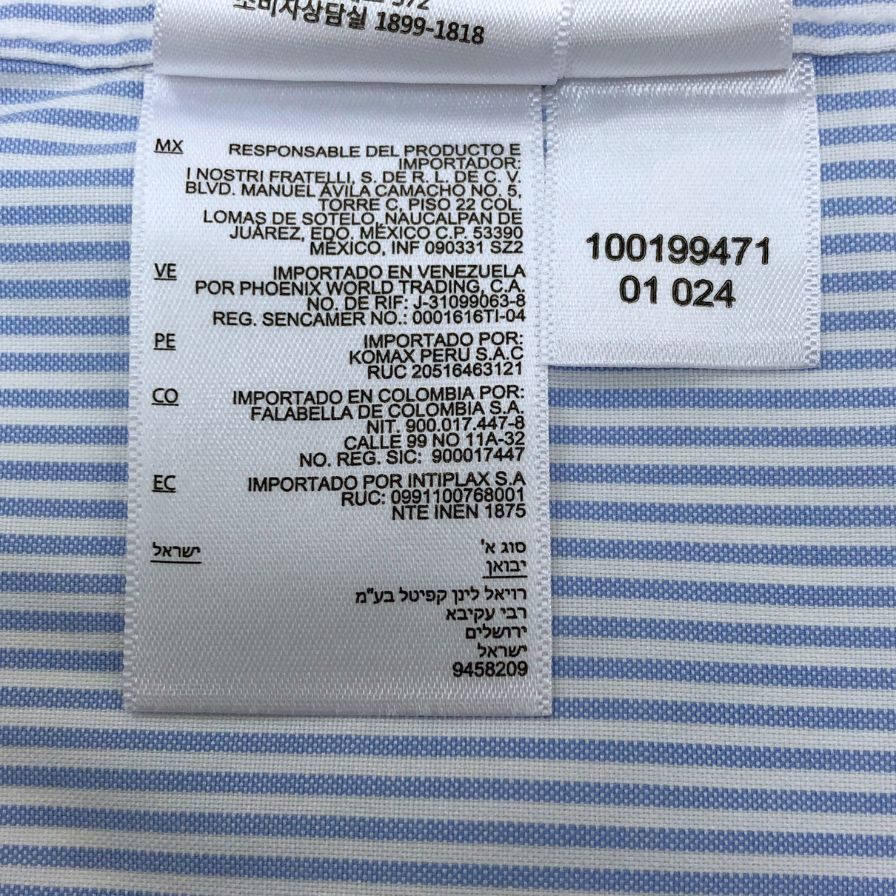 소비자상담실 1899-1818
MX RESPONSABLE DEL PRODUCTO E
IMPORTADOR:
I NOSTRI FRATELLI, S. DE R. L. DE C. V.
BLVD. MANUEL ÁVILA CAMACHO NO. 5,
TORRE C, PISO 22 COL.
LOMAS DE SOTELO, NAUCALPAN DE
JUÁREZ, EDO. MÉXICO C.P. 53390
MÉXICO, INF 090331 SZ2
VE IMPORTADO EN VENEZUELA
POR PHOENIX WORLD TRADING, C.A.
NO. DE RIF: J-31099063-8
REG. SENCAMER NO.: 0001616TI-04
PE IMPORTADO POR:
KOMAX PERU S.A.C
RUC 20516463121
CO IMPORTADO EN COLOMBIA POR:
FALABELLA DE COLOMBIA S.A.
NIT. 900.017.447-8
CALLE 99 NO 11A-32
NO. REG. SIC: 900017447
EC IMPORTADO POR INTIPLAX S.A
RUC: 0991100768001
NTE INEN 1875
ישראל סוג א'
יבואן
רויאל לינן קפיטל בע"מ
רבי עקיבא
ירושלים
ישראל
9458209
100199471
01 024